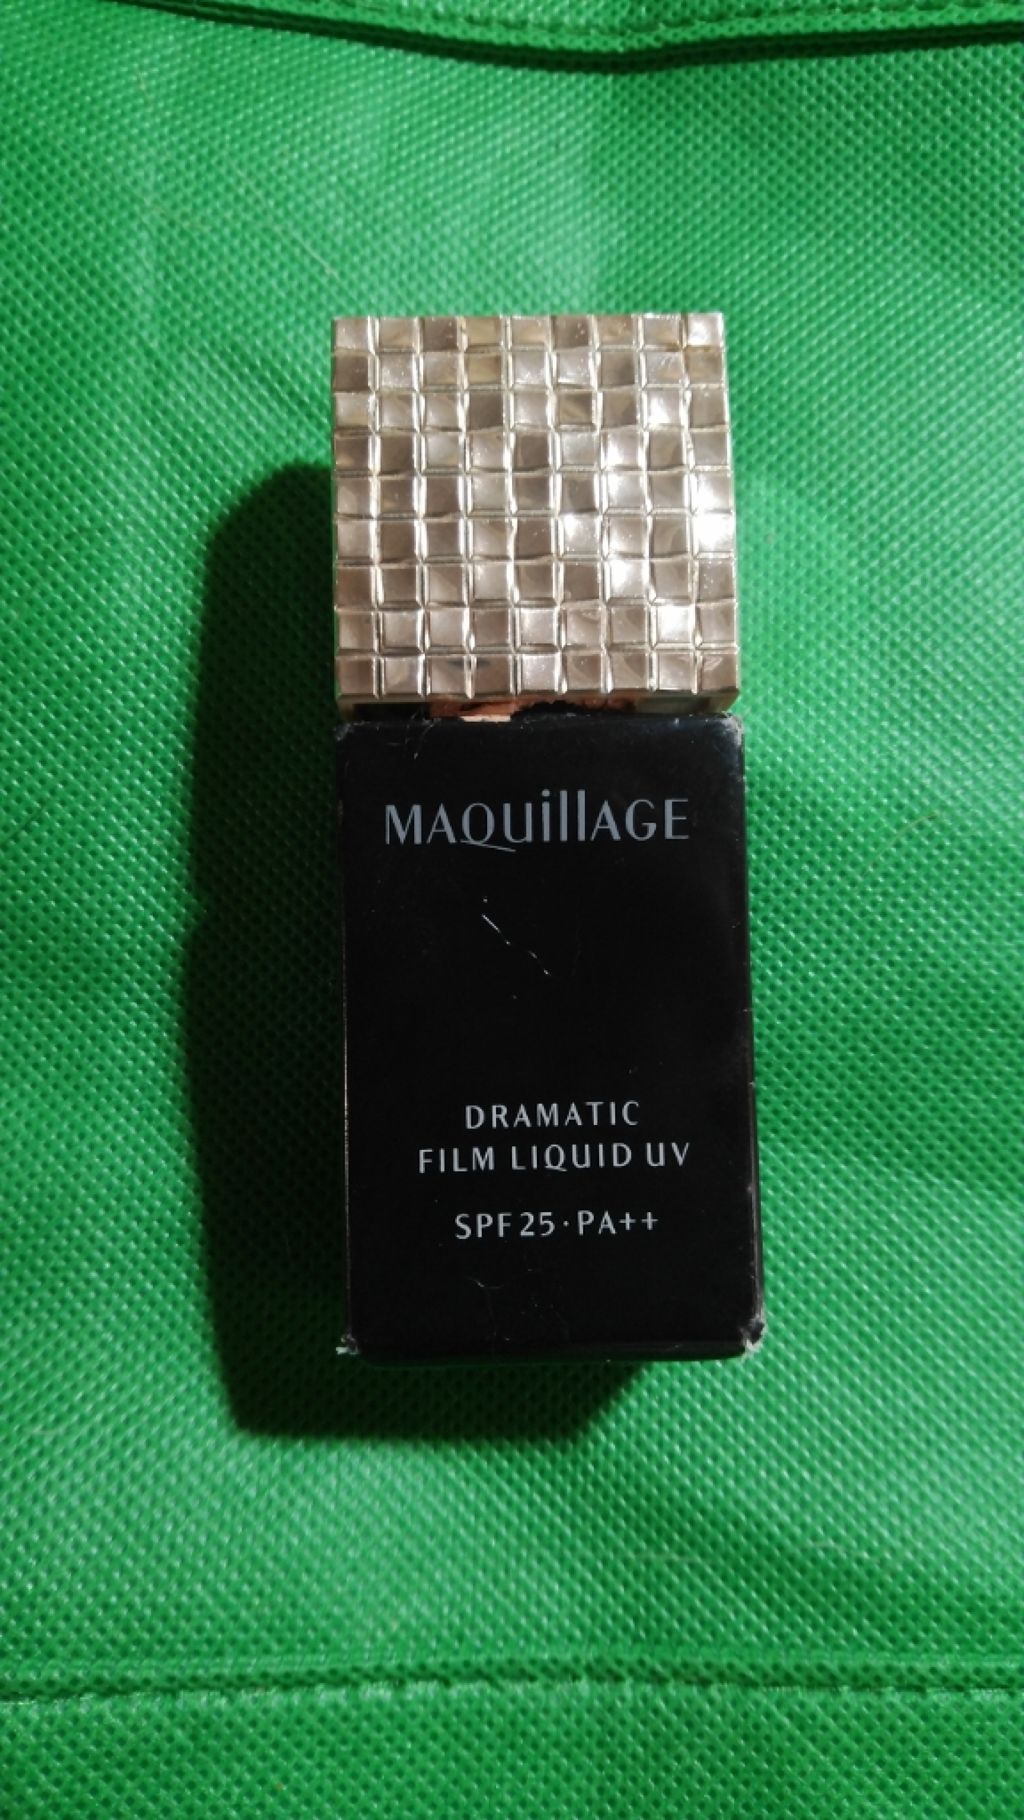 MAQuillAGE
DRAMATIC
FILM LIQUID UV
SPF25·PA++